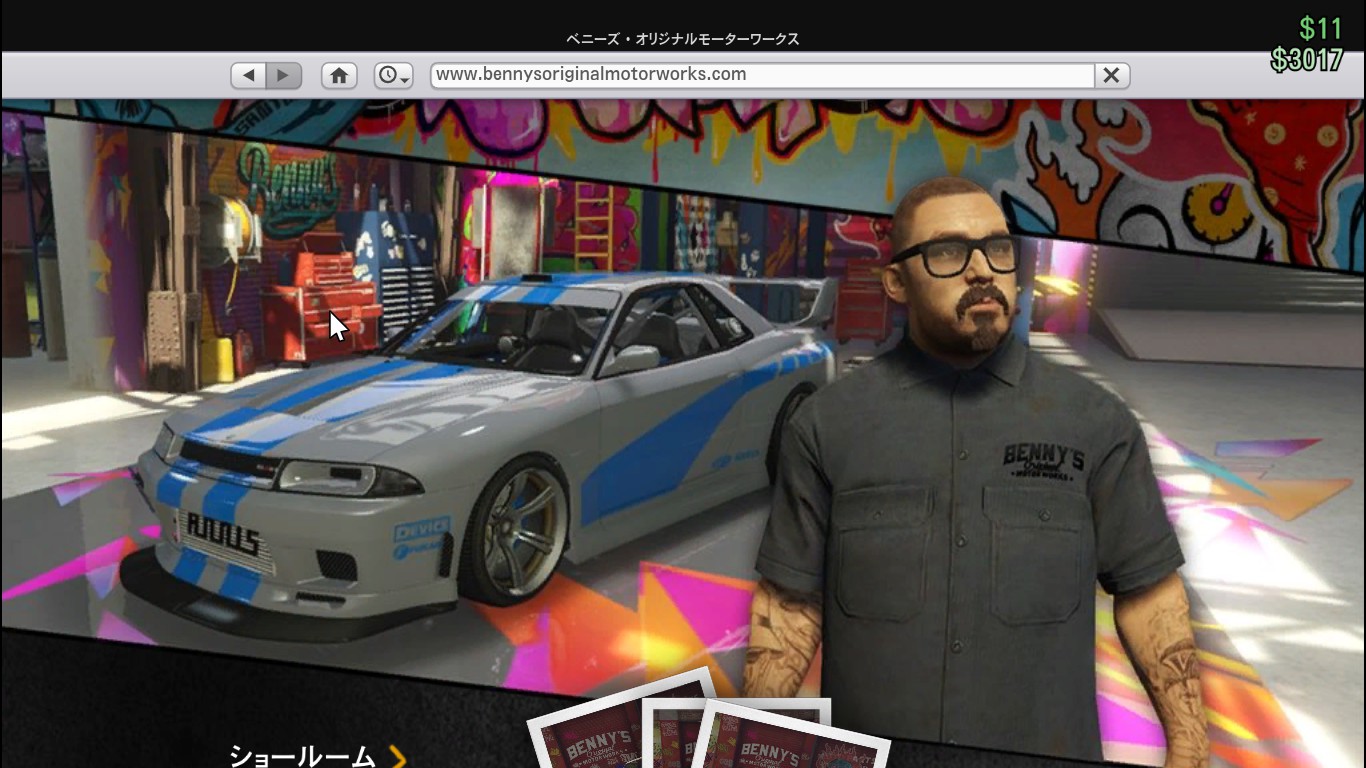 ベニーズ・オリジナルモーターワークス
$11
$3017
www.bennysoriginalmotorworks.com
Benny's
BENNY'S
Original
MOTOR WORKS
DEVICE
ショールーム
BENNY'S
BENNY'S